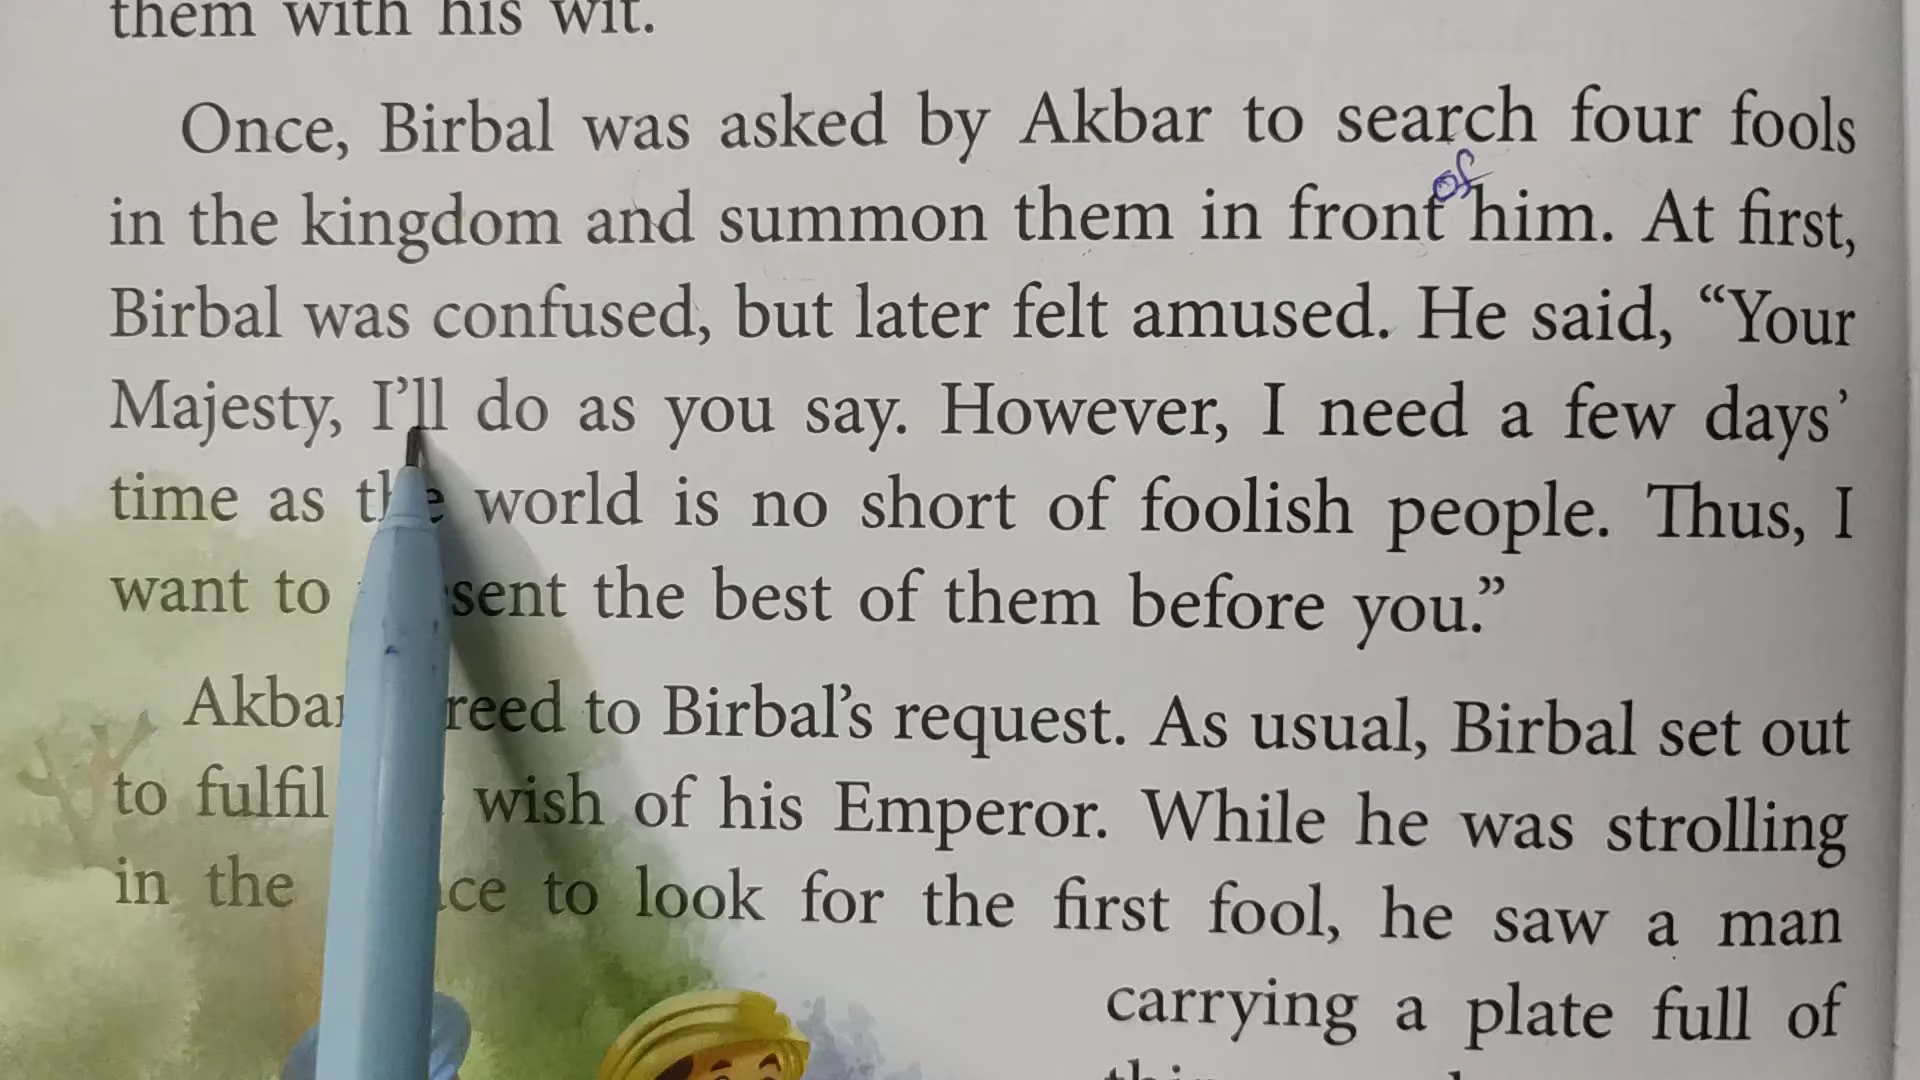 them with his wit.
Once, Birbal was asked by Akbar to search four fools
of
in the kingdom and summon them in front him. At first,
Birbal was confused, but later felt amused. He said, “Your
Majesty, I’ll do as you say. However, I need a few days’
time as the world is no short of foolish people. Thus, I
want to the best of them before you.”
to Birbal’s request. As usual, Birbal set out
to fulfil wish of his Emperor. While he was strolling
in the to look for the first fool, he saw a man
carrying a plate full of